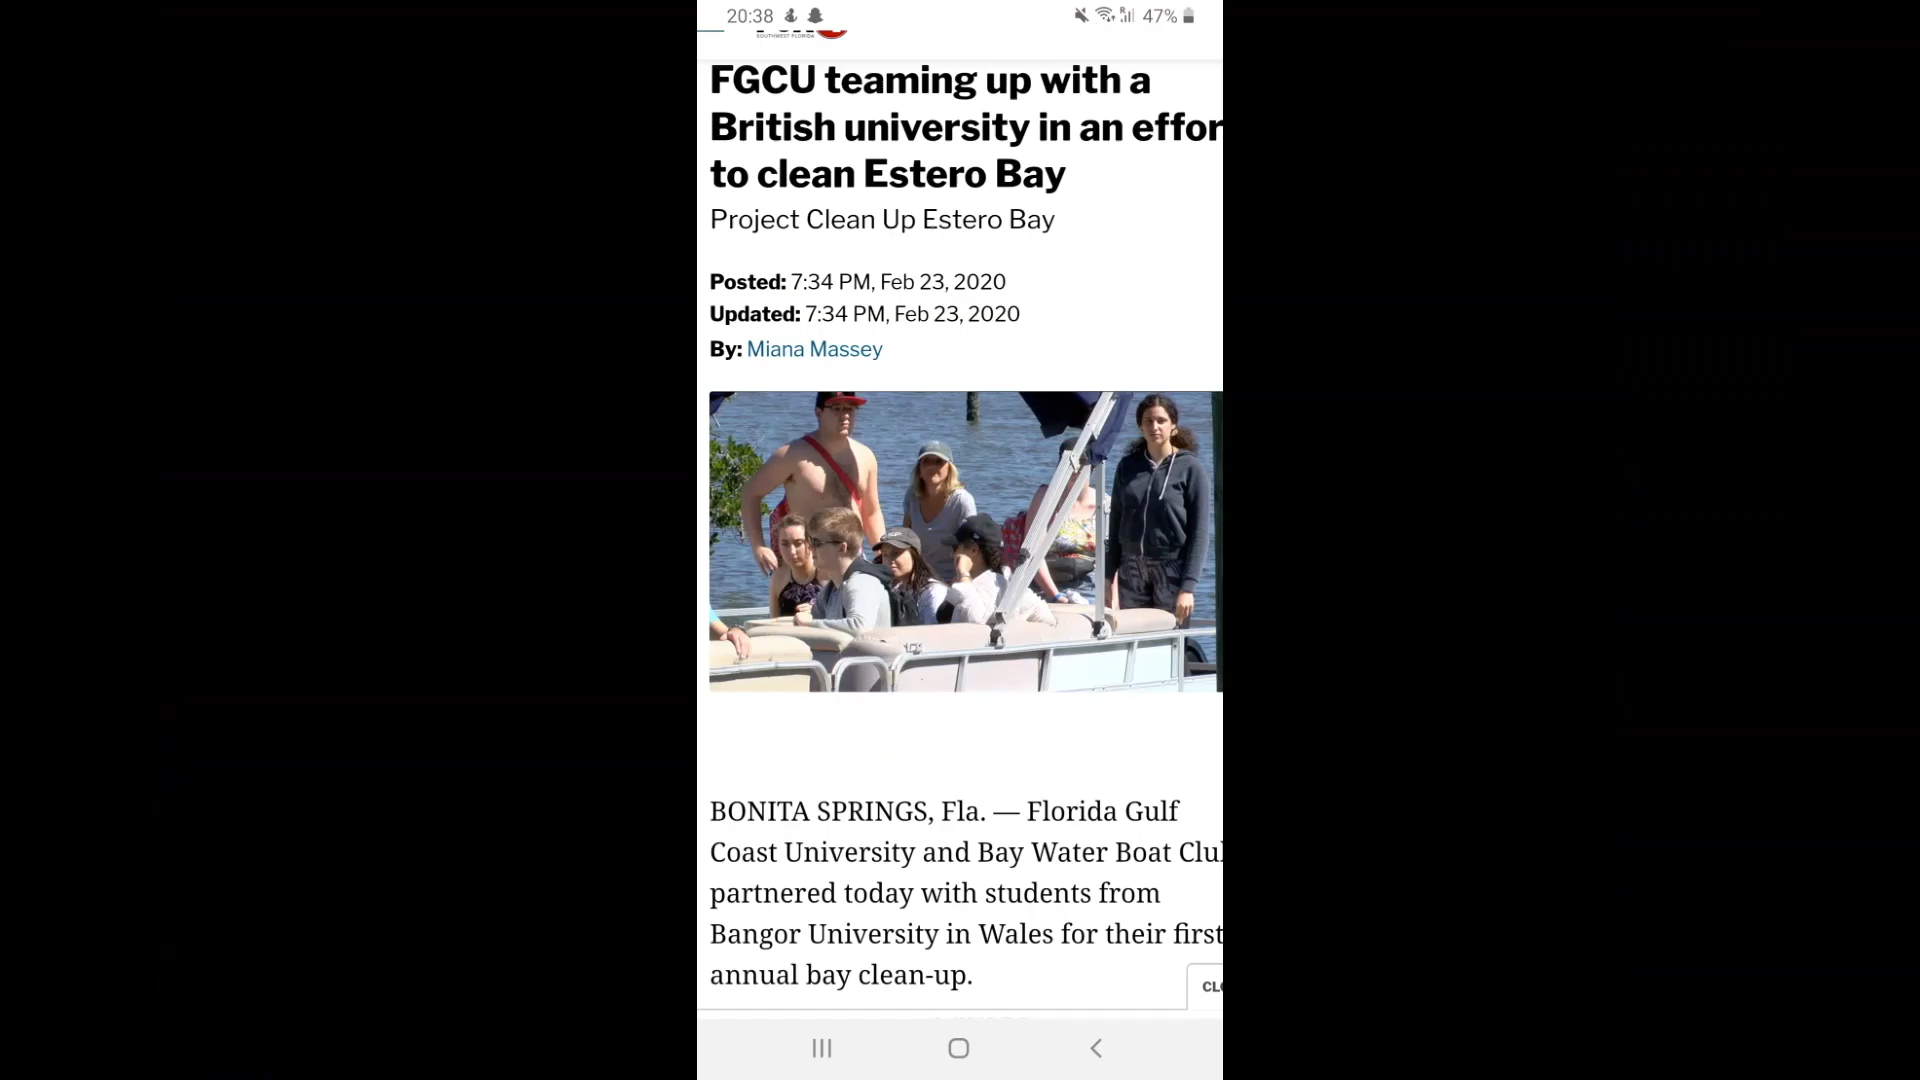 20:38 47%
SOUTHWEST FLORIDA
FGCU teaming up with a
British university in an effor
to clean Estero Bay
Project Clean Up Estero Bay
Posted: 7:34 PM, Feb 23, 2020
Updated: 7:34 PM, Feb 23, 2020
By: Miana Massey
BONITA SPRINGS, Fla. — Florida Gulf
Coast University and Bay Water Boat Clu
partnered today with students from
Bangor University in Wales for their first
annual bay clean-up.
CL